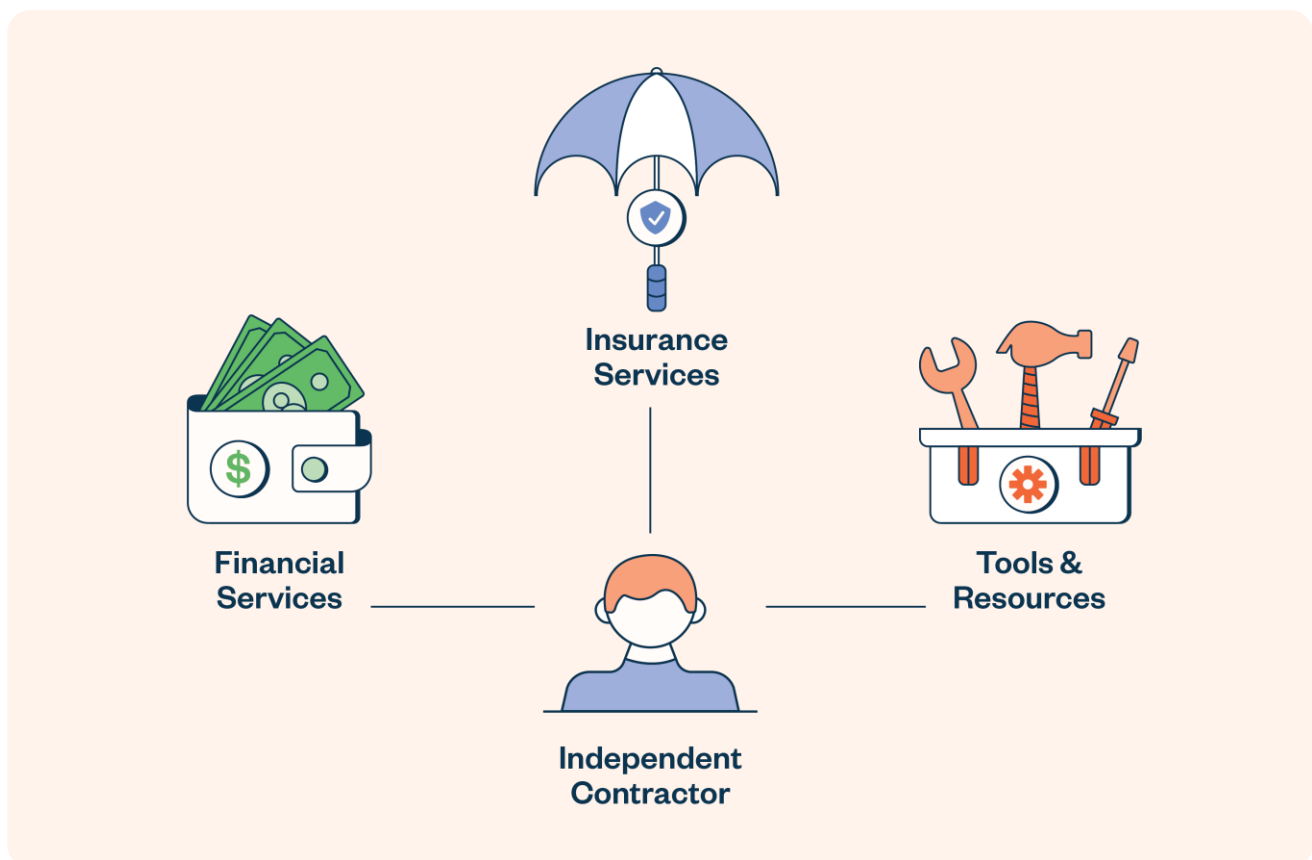 Insurance
Services
Financial
Services
Tools &
Resources
Independent
Contractor
$